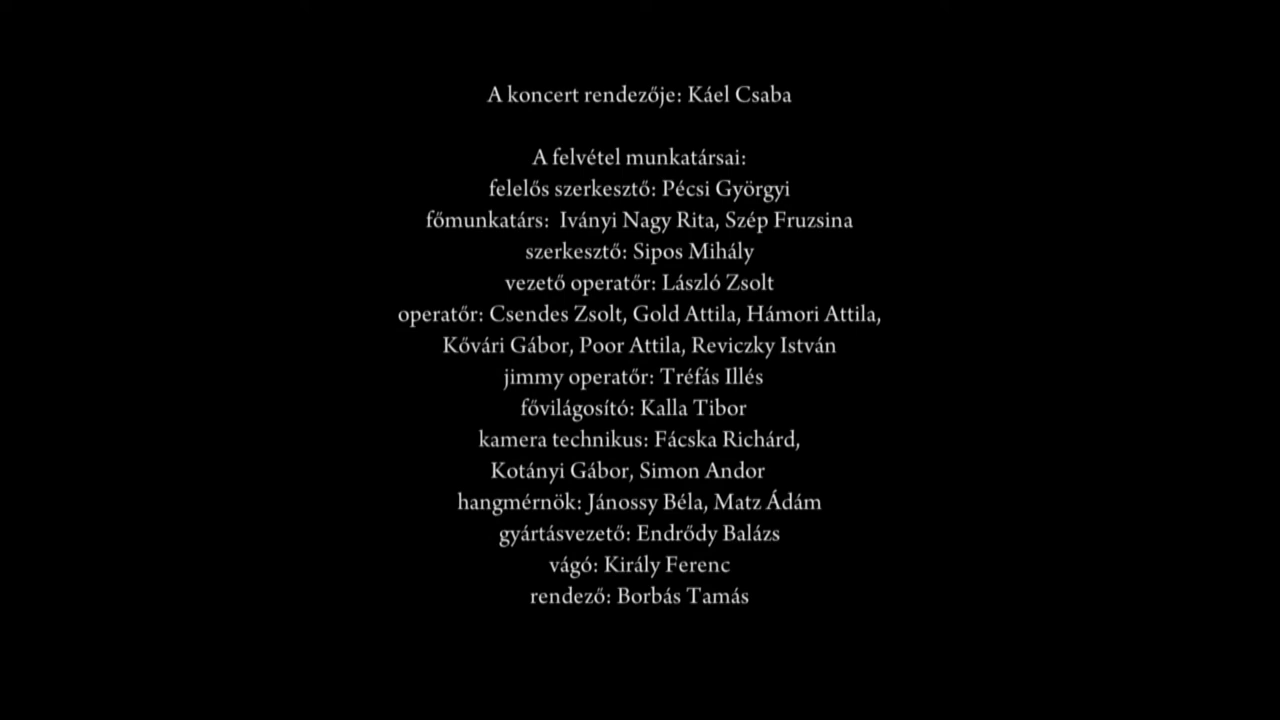 A koncert rendezője: Káel Csaba
A felvétel munkatársai:
felelős szerkesztő: Pécsi Györgyi
főmunkatárs:  Iványi Nagy Rita, Szép Fruzsina
szerkesztő: Sipos Mihály
vezető operatőr: László Zsolt
operatőr: Csendes Zsolt, Gold Attila, Hámori Attila,
Kővári Gábor, Poor Attila, Reviczky István
jimmy operatőr: Tréfás Illés
fővilágosító: Kalla Tibor
kamera technikus: Fácska Richárd,
Kotányi Gábor, Simon Andor
hangmérnök: Jánossy Béla, Matz Ádám
gyártásvezető: Endrődy Balázs
vágó: Király Ferenc
rendező: Borbás Tamás